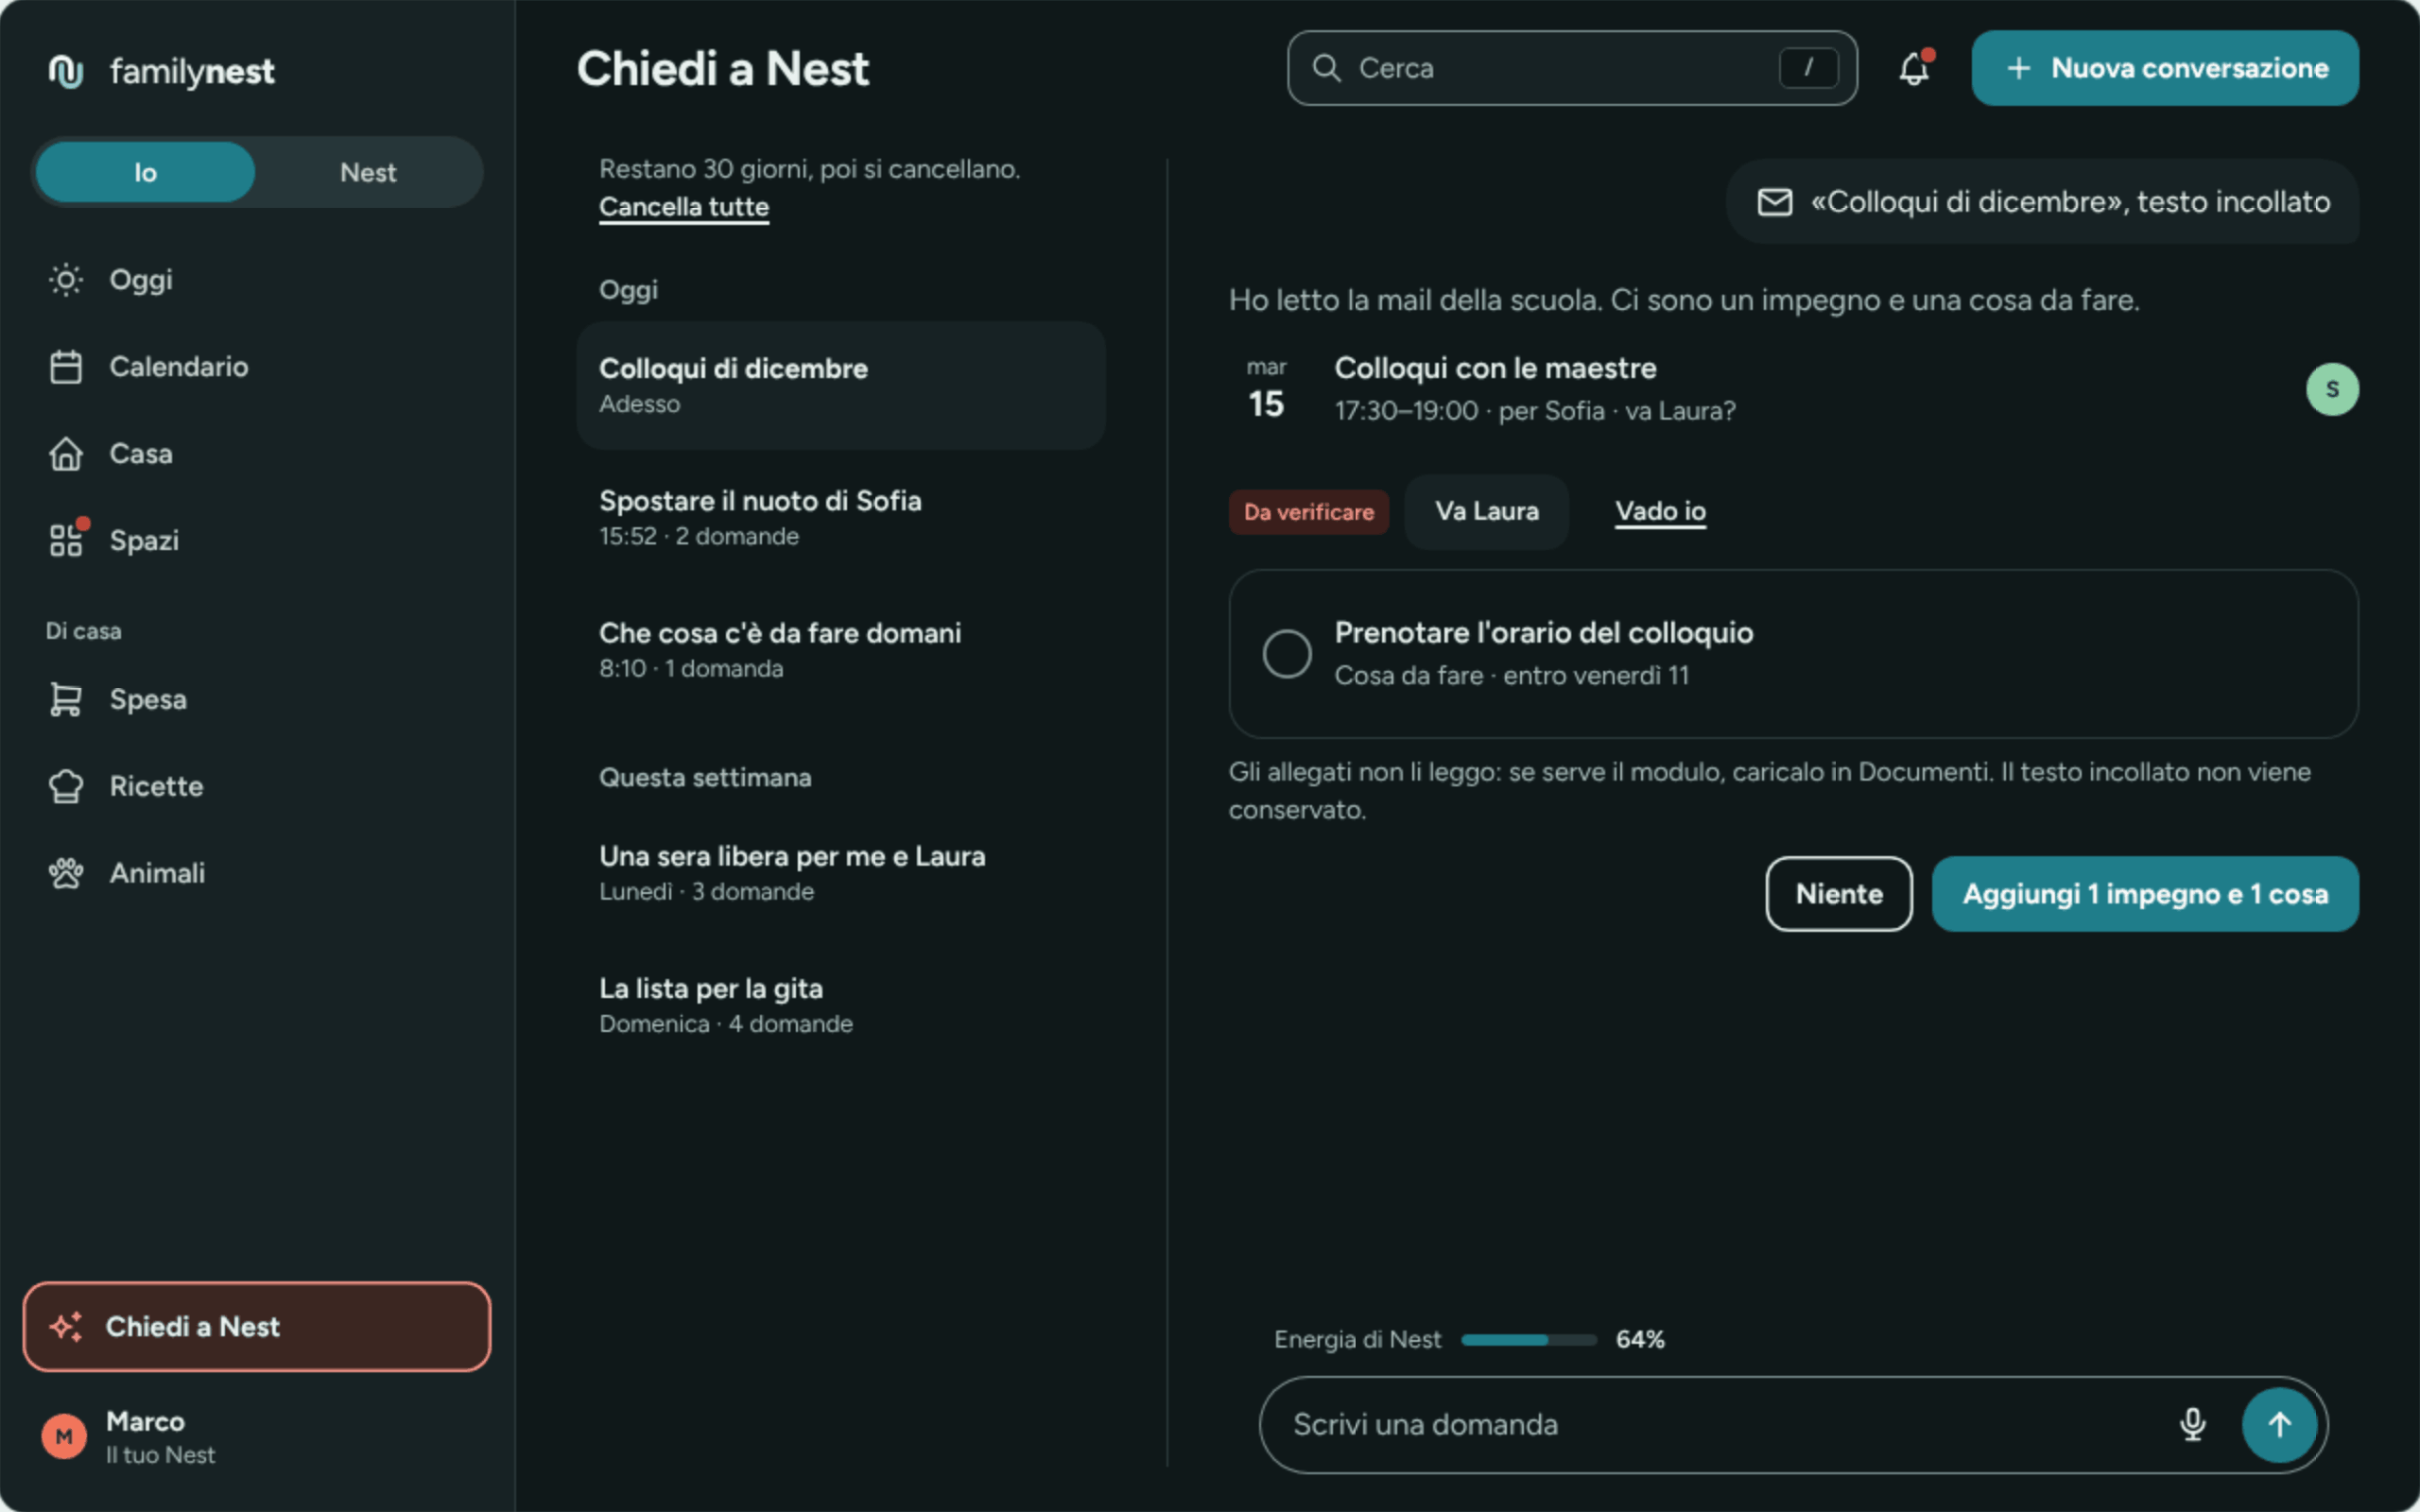 familynest
Io
Nest
Oggi
Calendario
Casa
Spazi
Di casa
Spesa
Ricette
Animali
Chiedi a Nest
M
Marco
Il tuo Nest
Chiedi a Nest
Cerca
/
Nuova conversazione
Restano 30 giorni, poi si cancellano.
Cancella tutte
Oggi
Colloqui di dicembre
Adesso
Spostare il nuoto di Sofia
15:52 · 2 domande
Che cosa c'è da fare domani
8:10 · 1 domanda
Questa settimana
Una sera libera per me e Laura
Lunedì · 3 domande
La lista per la gita
Domenica · 4 domande
«Colloqui di dicembre», testo incollato
Ho letto la mail della scuola. Ci sono un impegno e una cosa da fare.
mar
15
Colloqui con le maestre
17:30–19:00 · per Sofia · va Laura?
S
Da verificare
Va Laura
Vado io
Prenotare l'orario del colloquio
Cosa da fare · entro venerdì 11
Gli allegati non li leggo: se serve il modulo, caricalo in Documenti. Il testo incollato non viene
conservato.
Niente
Aggiungi 1 impegno e 1 cosa
Energia di Nest
64%
Scrivi una domanda